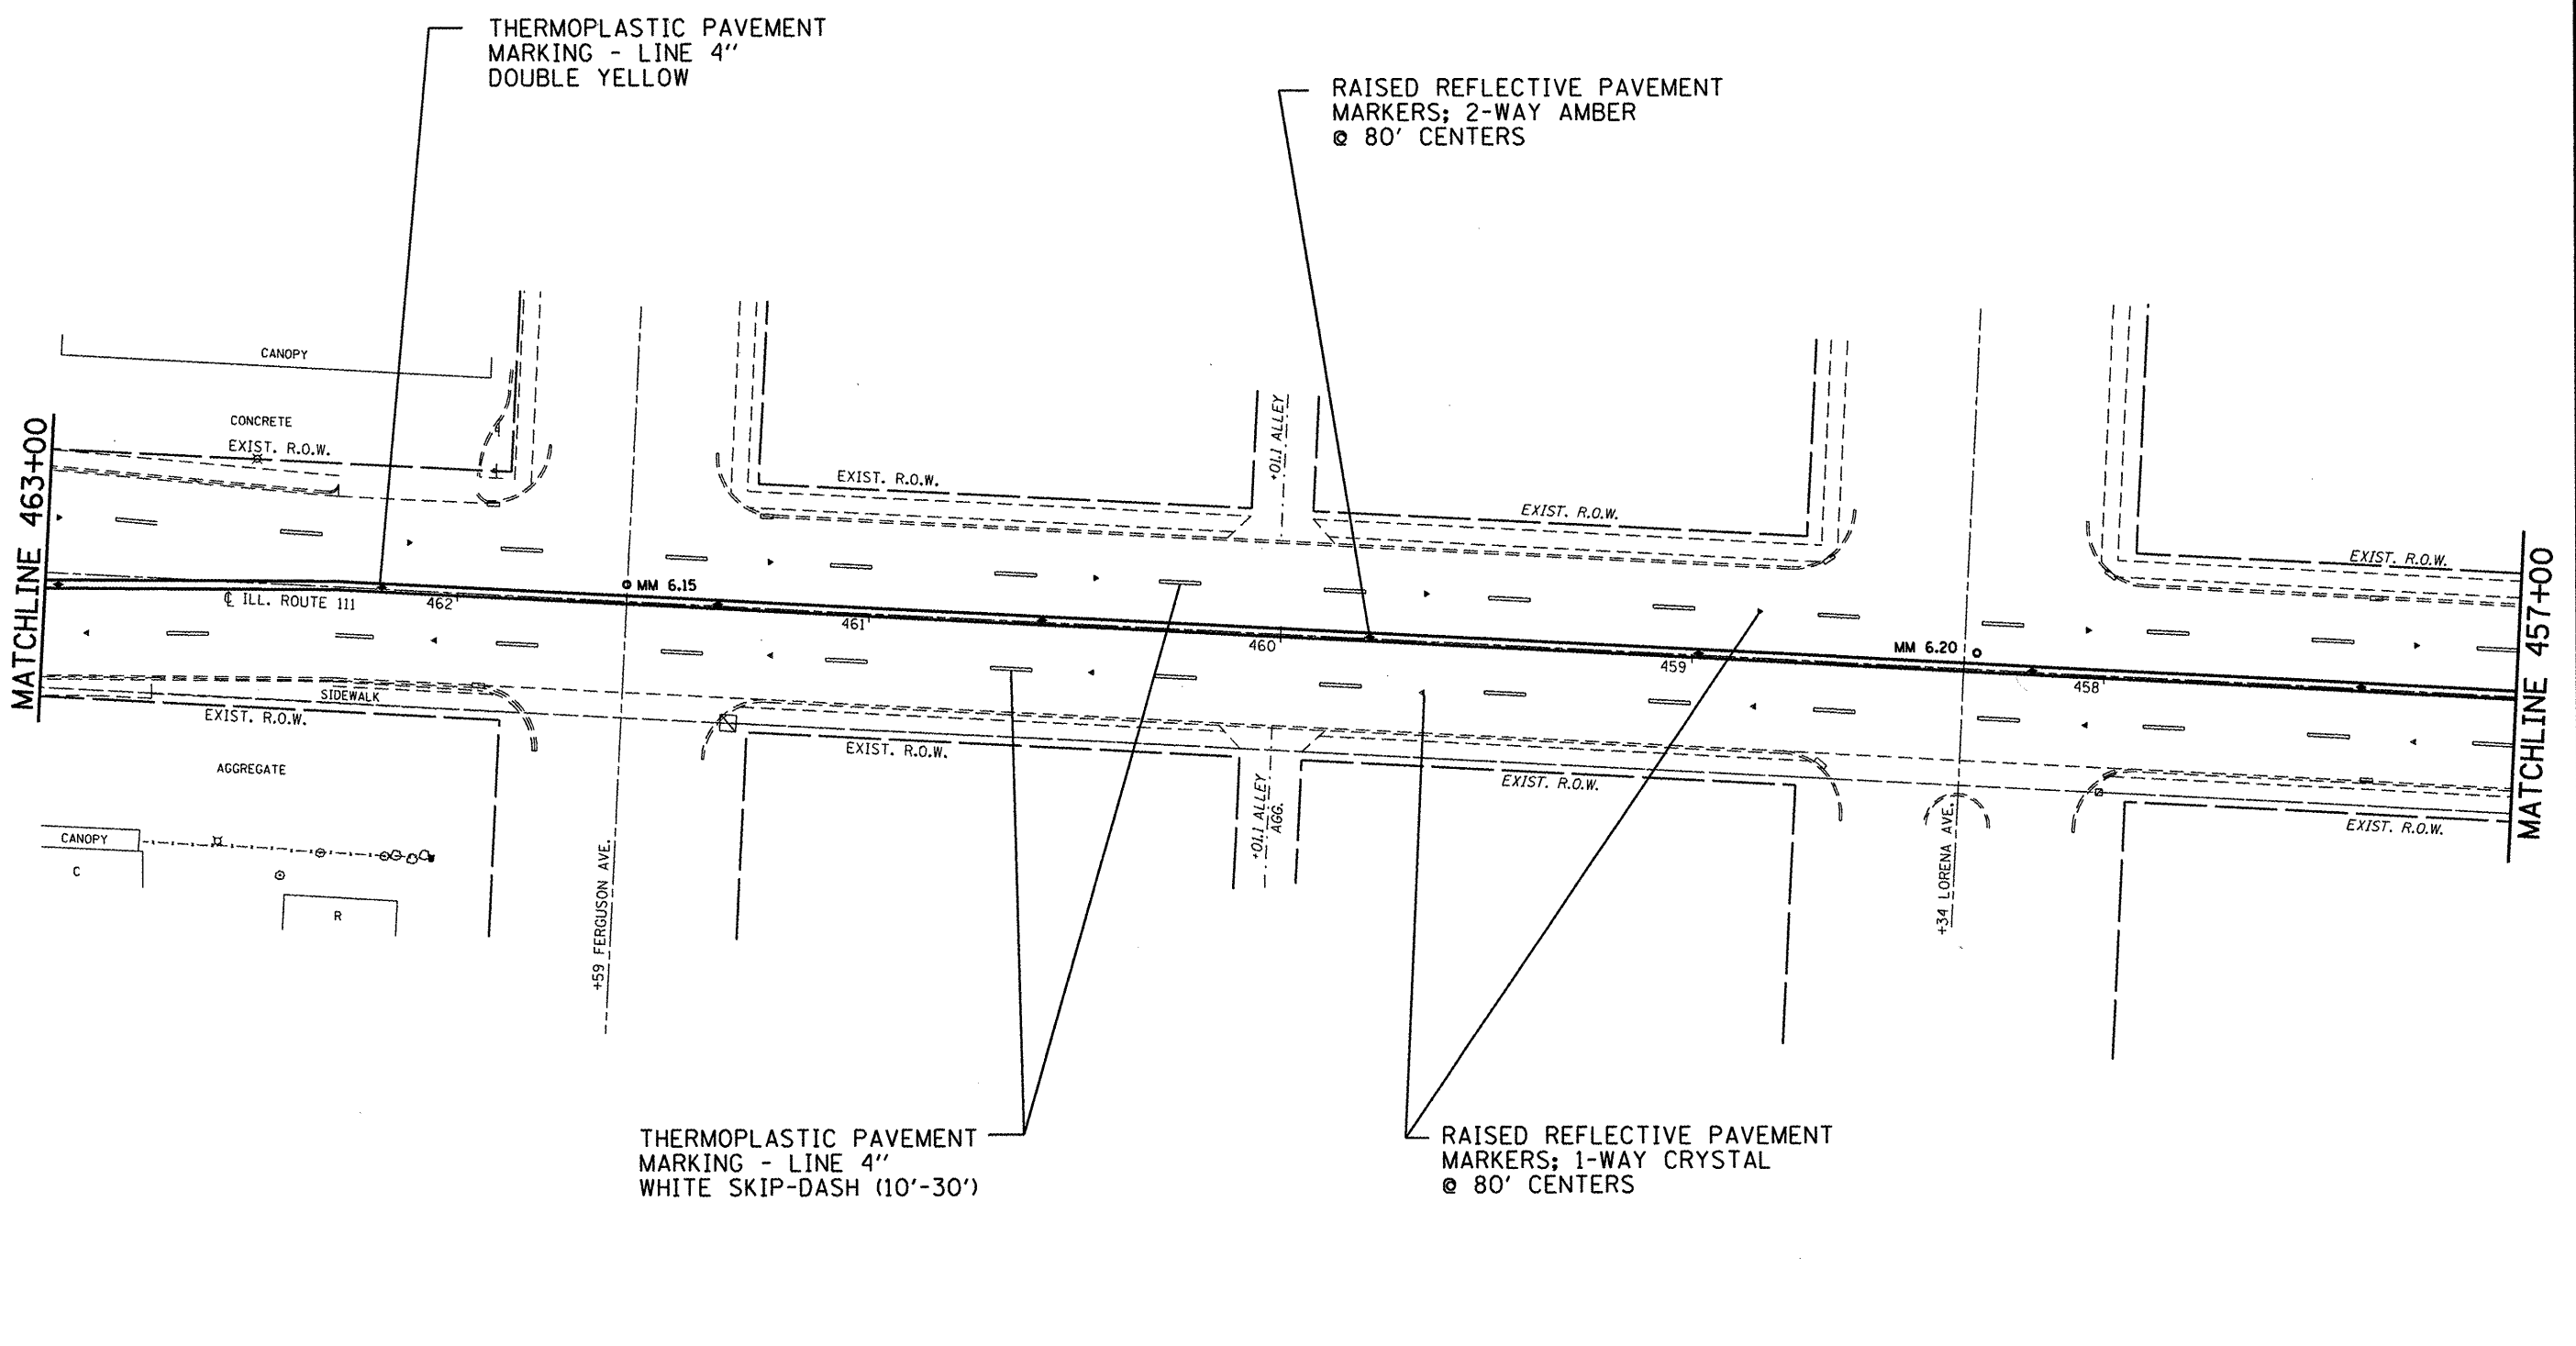 THERMOPLASTIC PAVEMENT
MARKING - LINE 4"
DOUBLE YELLOW
RAISED REFLECTIVE PAVEMENT
MARKERS; 2-WAY AMBER
@ 80' CENTERS
CANOPY
CONCRETE
EXIST. R.O.W.
EXIST. R.O.W.
+01.1 ALLEY
EXIST. R.O.W.
EXIST. R.O.W.
MATCHLINE 463+00
MATCHLINE 457+00
℄ ILL. ROUTE 111
462
MM 6.15
461
460
459
MM 6.20
458
SIDEWALK
EXIST. R.O.W.
EXIST. R.O.W.
EXIST. R.O.W.
EXIST. R.O.W.
AGGREGATE
CANOPY
C
R
+59 FERGUSON AVE.
+01.1 ALLEY
AGG.
+34 LORENA AVE.
THERMOPLASTIC PAVEMENT
MARKING - LINE 4"
WHITE SKIP-DASH (10'-30')
RAISED REFLECTIVE PAVEMENT
MARKERS; 1-WAY CRYSTAL
@ 80' CENTERS